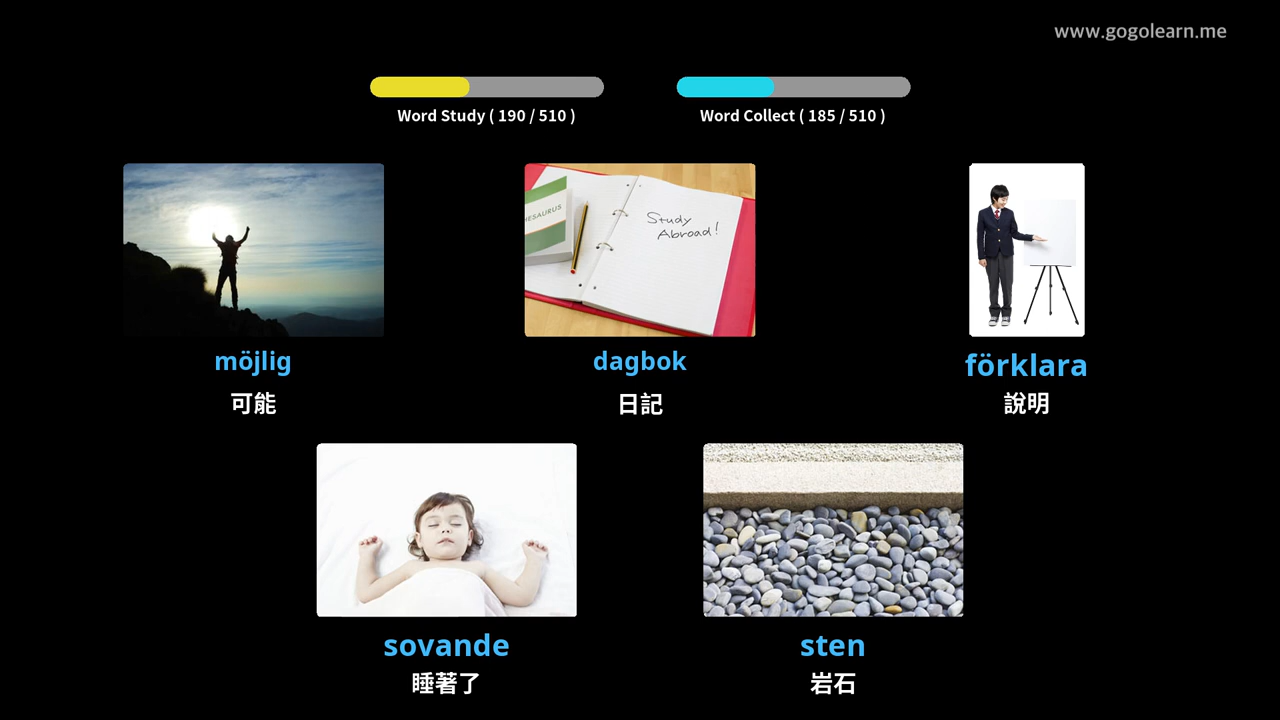 www.gogolearn.me
Word Study ( 190 / 510 )
Word Collect ( 185 / 510 )
Study
Abroad!
möjlig
可能
dagbok
日記
förklara
說明
sovande
睡著了
sten
岩石